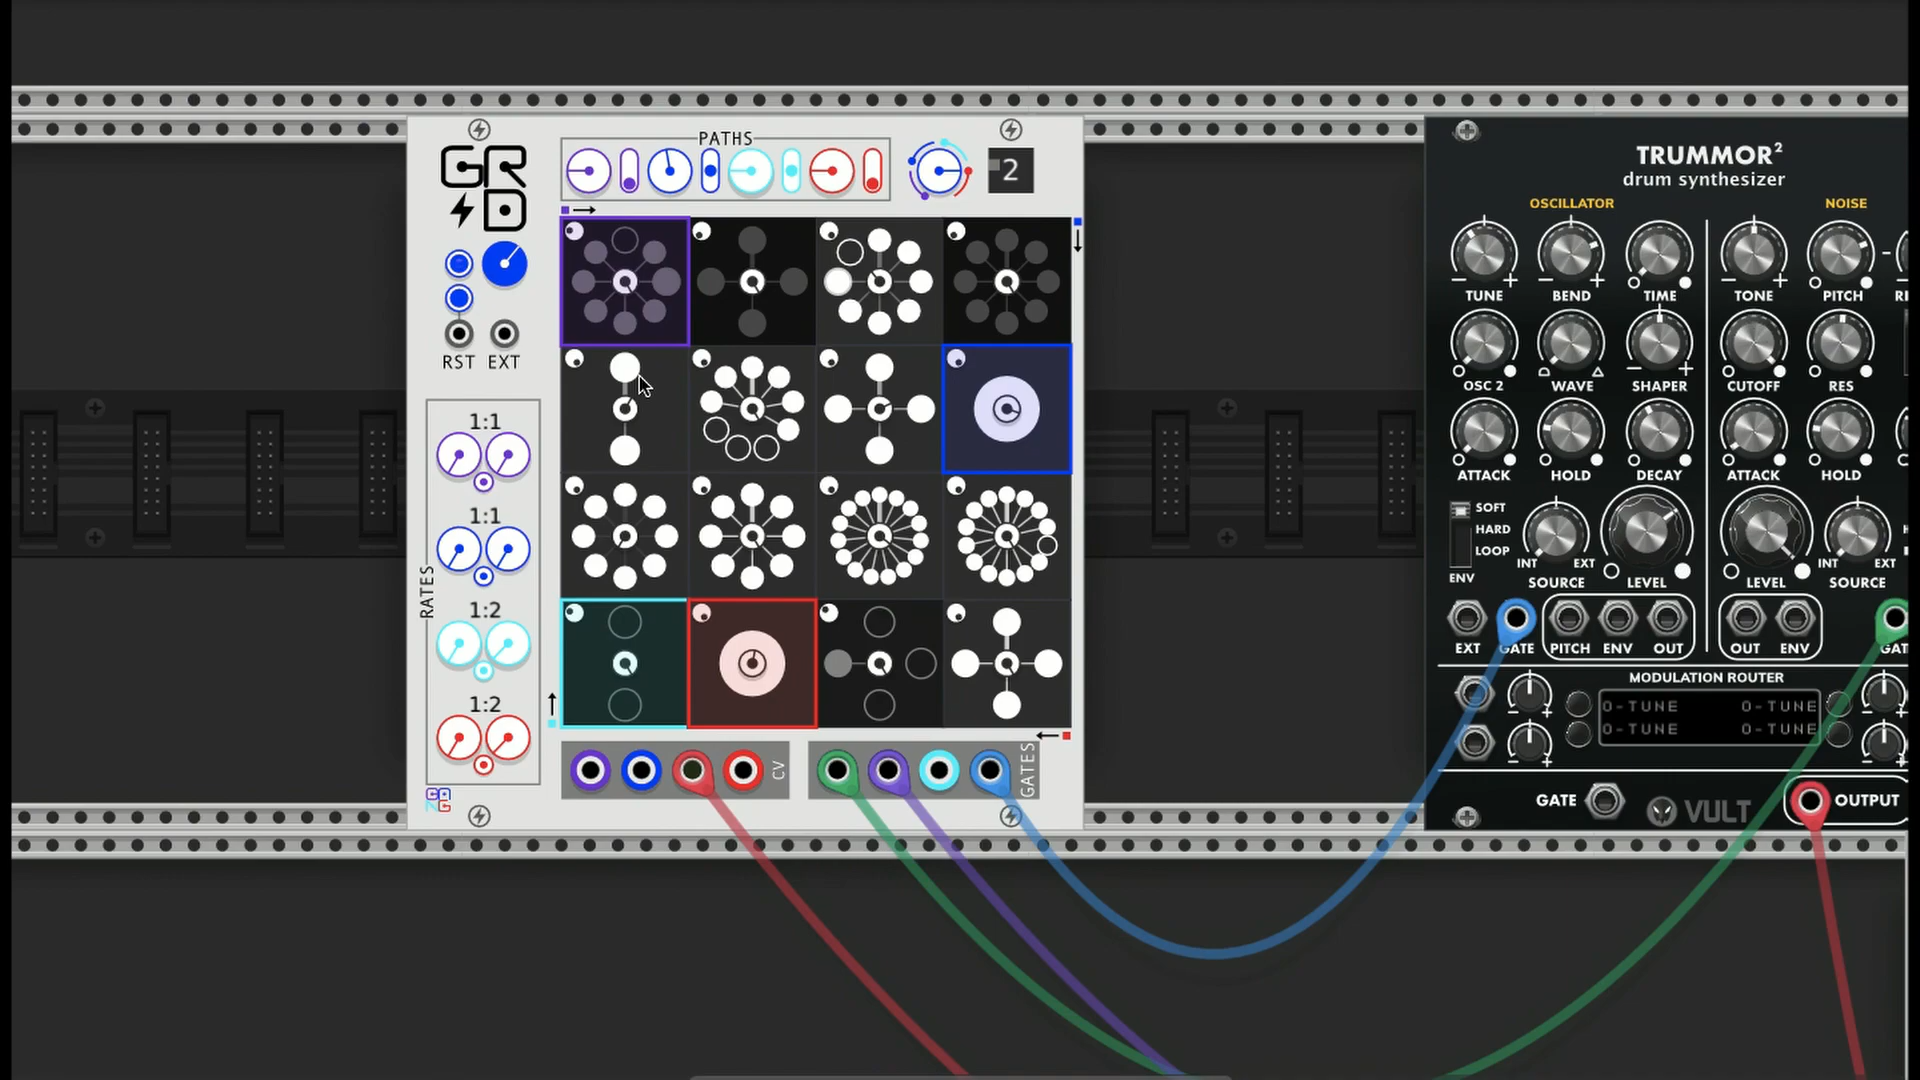 GRD
PATHS
2
RST EXT
1:1
1:1
1:2
1:2
RATES
CV
GATES
TRUMMOR²
drum synthesizer
OSCILLATOR NOISE
TUNE BEND TIME TONE PITCH
OSC 2 WAVE SHAPER CUTOFF RES
ATTACK HOLD DECAY ATTACK HOLD
SOFT
HARD
LOOP
ENV
INT EXT INT EXT
SOURCE LEVEL LEVEL SOURCE
EXT GATE PITCH ENV OUT OUT ENV GAT
MODULATION ROUTER
0-TUNE 0-TUNE
0-TUNE 0-TUNE
GATE VULT OUTPUT